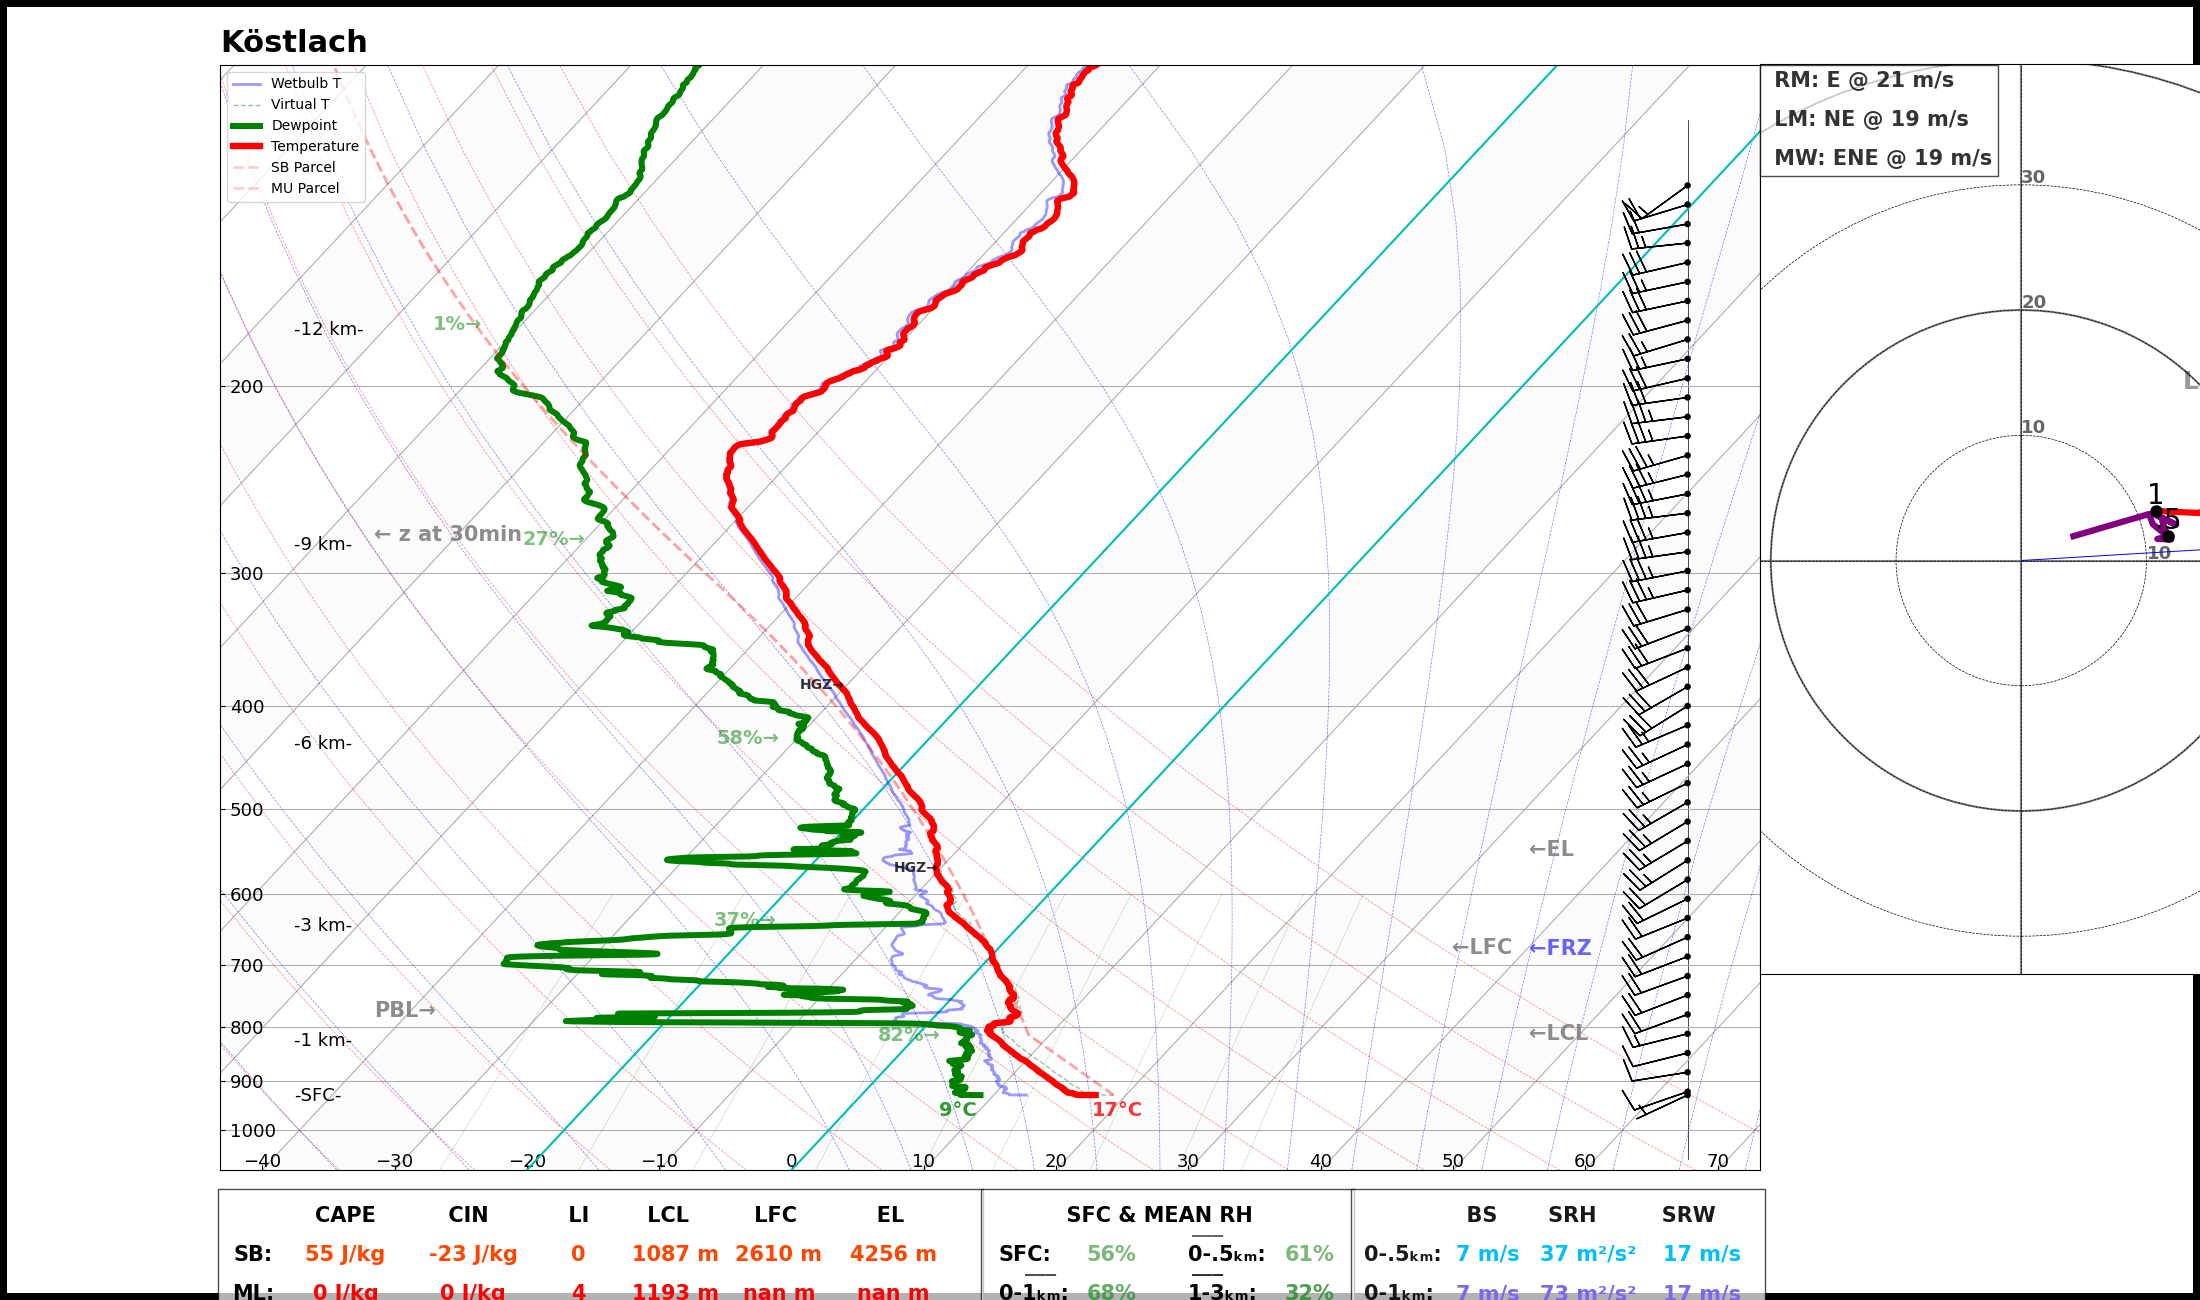 Köstlach
Wetbulb T
Virtual T
Dewpoint
Temperature
SB Parcel
MU Parcel
RM: E @ 21 m/s
LM: NE @ 19 m/s
MW: ENE @ 19 m/s
30
20
10
L
1
.5
10
-12 km-
1%→
200
← z at 30min
27%→
-9 km-
300
HGZ→
400
58%→
-6 km-
500
←EL
HGZ→
600
37%→
-3 km-
←LFC
←FRZ
700
PBL→
800
82%→
←LCL
-1 km-
900
-SFC-
9°C
17°C
1000
−40 −30 −20 −10 0 10 20 30 40 50 60 70
CAPE CIN LI LCL LFC EL
SB: 55 J/kg -23 J/kg 0 1087 m 2610 m 4256 m
ML: 0 J/kg 0 J/kg 4 1193 m nan m nan m
SFC & MEAN RH
SFC: 56% 0-.5km: 61%
0-1km: 68% 1-3km: 32%
BS SRH SRW
0-.5km: 7 m/s 37 m²/s² 17 m/s
0-1km: 7 m/s 73 m²/s² 17 m/s